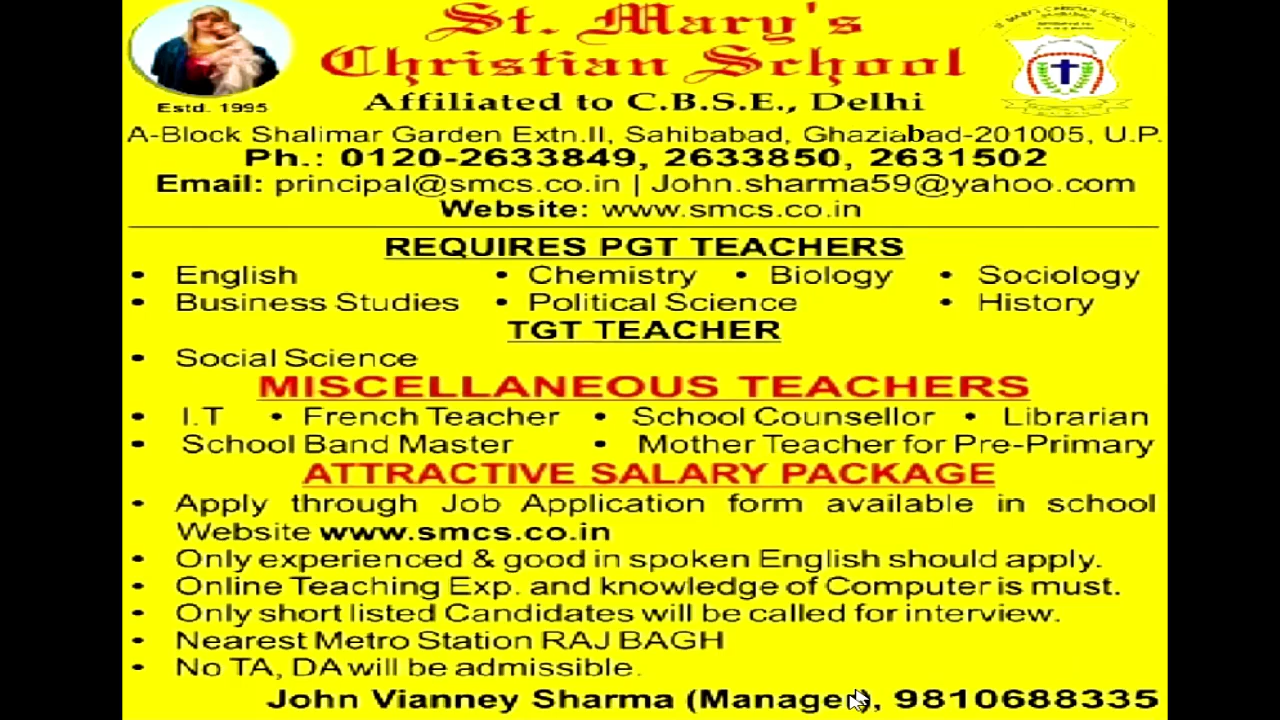 St. Mary's
Christian School
Estd. 1995
Affiliated to C.B.S.E., Delhi
A-Block Shalimar Garden Extn.II, Sahibabad, Ghaziabad-201005, U.P.
Ph.: 0120-2633849, 2633850, 2631502
Email: principal@smcs.co.in | John.sharma59@yahoo.com
Website: www.smcs.co.in
REQUIRES PGT TEACHERS
• English • Chemistry • Biology • Sociology
• Business Studies • Political Science • History
TGT TEACHER
• Social Science
MISCELLANEOUS TEACHERS
• I.T • French Teacher • School Counsellor • Librarian
• School Band Master • Mother Teacher for Pre-Primary
ATTRACTIVE SALARY PACKAGE
• Apply through Job Application form available in school
Website www.smcs.co.in
• Only experienced & good in spoken English should apply.
• Online Teaching Exp. and knowledge of Computer is must.
• Only short listed Candidates will be called for interview.
• Nearest Metro Station RAJ BAGH
• No TA, DA will be admissible.
John Vianney Sharma (Manager), 9810688335